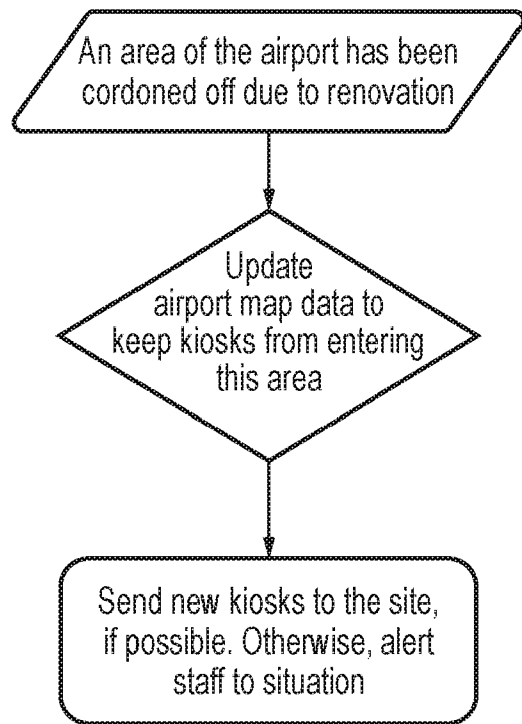 An area of the airport has been
cordoned off due to renovation
Update
airport map data to
keep kiosks from entering
this area
Send new kiosks to the site,
if possible. Otherwise, alert
staff to situation